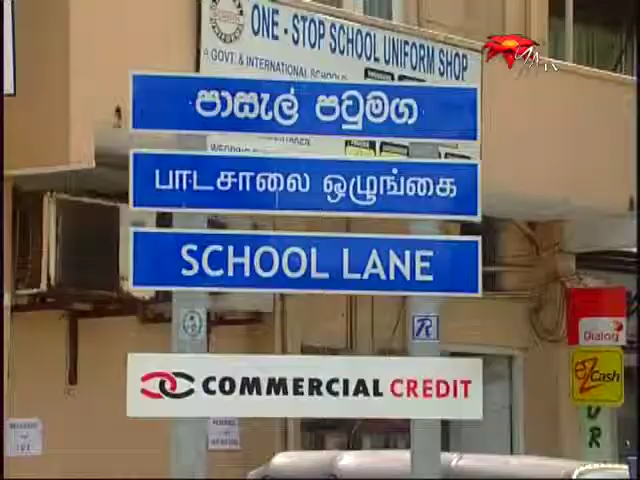 ONE - STOP SCHOOL UNIFORM SHOP
A GOVT. & INTERNATIONAL SCHOOLS
පාසැල් පටුමග
பாடசாலை ஒழுங்கை
SCHOOL LANE
R
COMMERCIAL CREDIT
Dialog
eZ Cash
UR